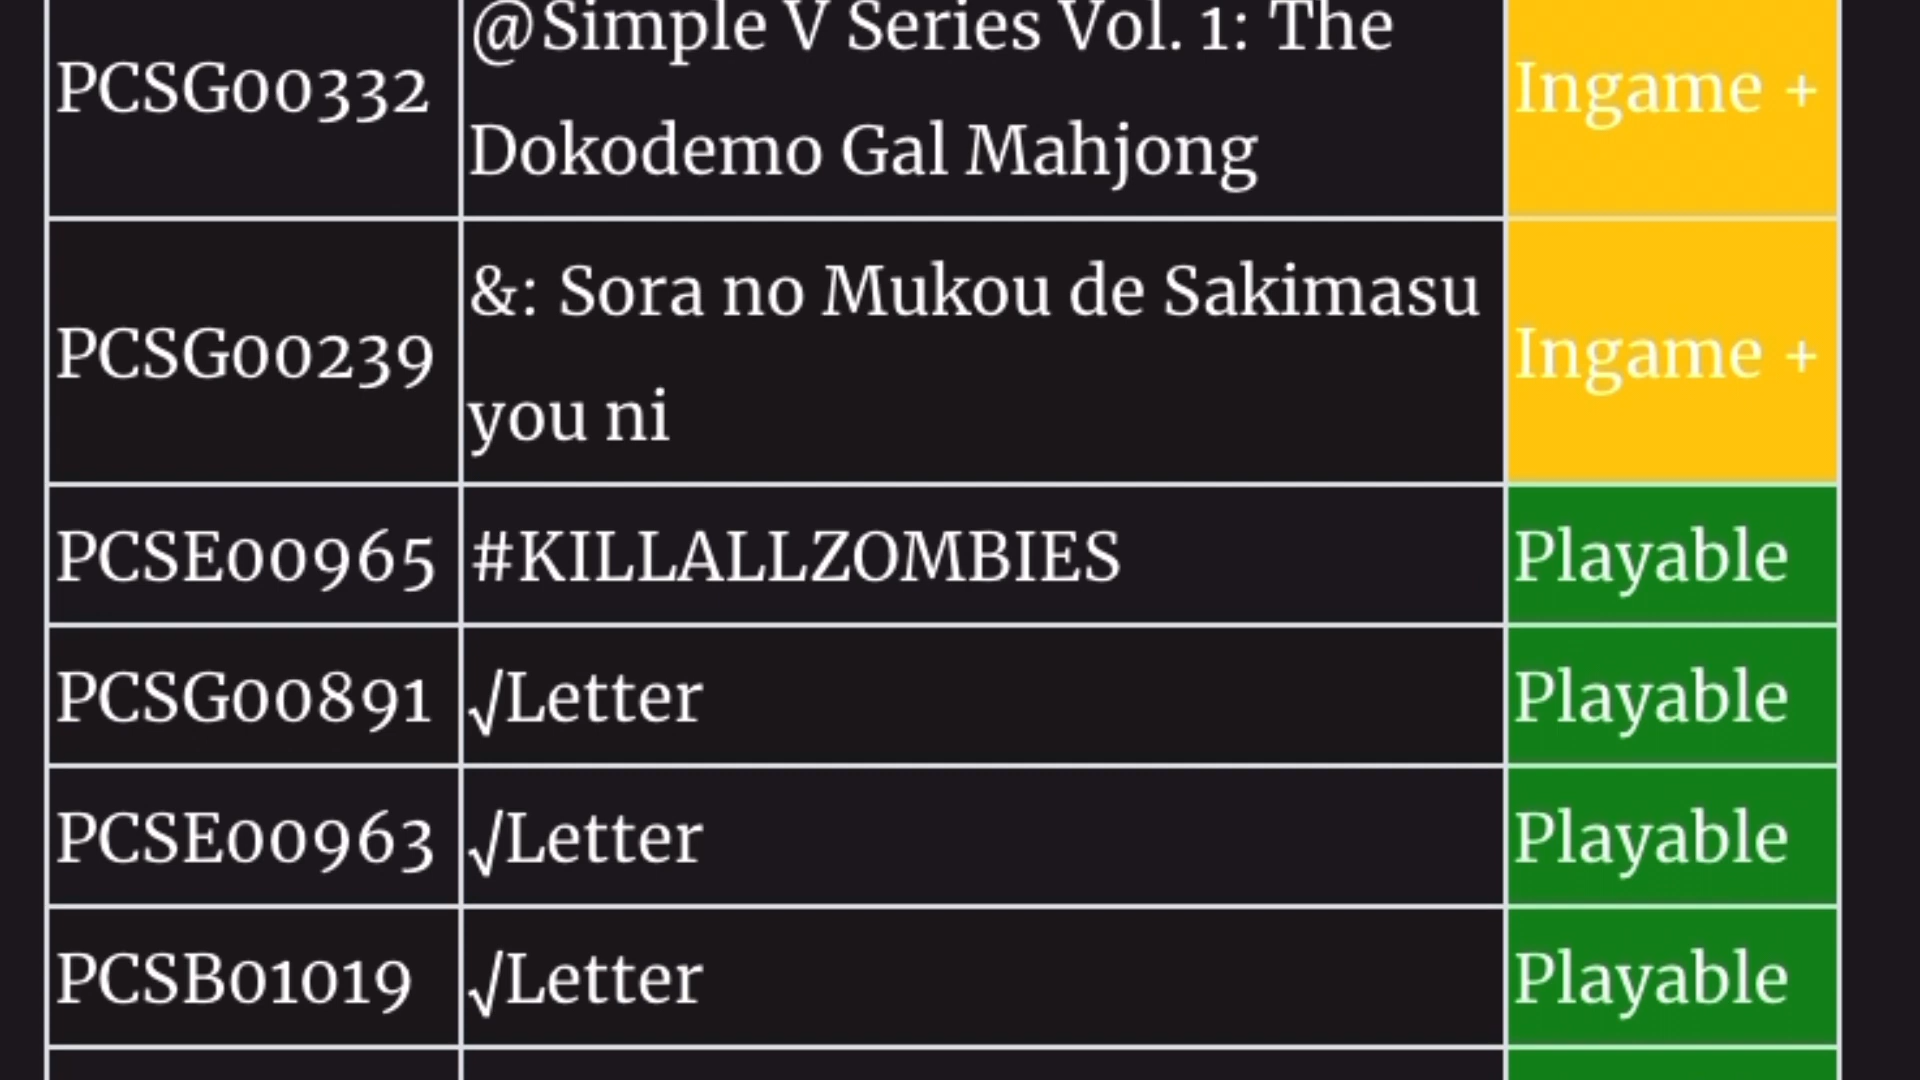 @Simple V Series Vol. 1: The
PCSG00332
Dokodemo Gal Mahjong
Ingame +
&: Sora no Mukou de Sakimasu
PCSG00239
you ni
Ingame +
PCSE00965 #KILLALLZOMBIES Playable
PCSG00891 √Letter Playable
PCSE00963 √Letter Playable
PCSB01019 √Letter Playable